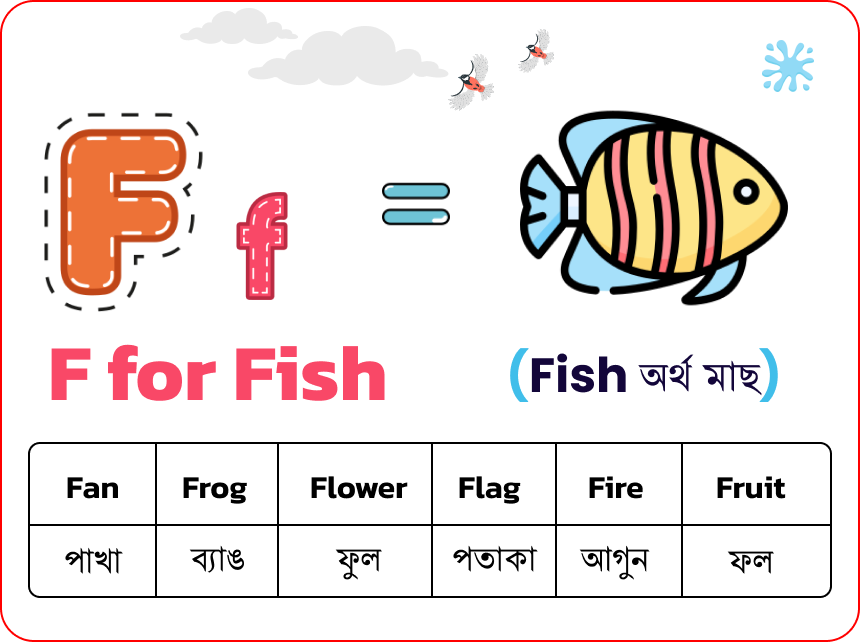 F f =
F for Fish
(Fish অর্থ মাছ)
Fan Frog Flower Flag Fire Fruit
পাখা ব্যাঙ ফুল পতাকা আগুন ফল